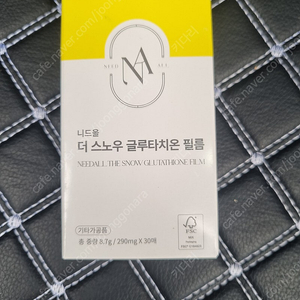 NEED ALL
니드올
더 스노우 글루타치온 필름
NEEDALL THE SNOW GLUTATHIONE FILM
기타가공품
총 중량 8.7g / 290mg X 30매
FSC